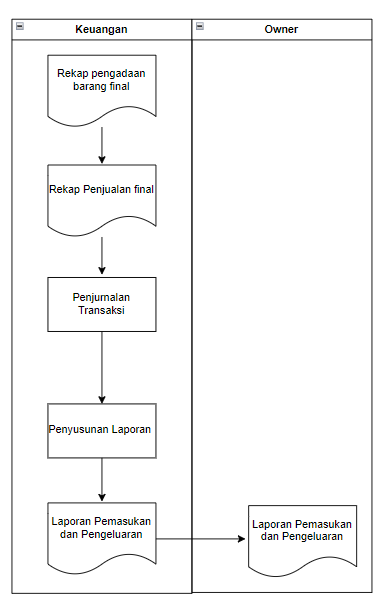 Keuangan
Owner
Rekap pengadaan
barang final
Rekap Penjualan final
Penjurnalan
Transaksi
Penyusunan Laporan
Laporan Pemasukan
dan Pengeluaran
Laporan Pemasukan
dan Pengeluaran